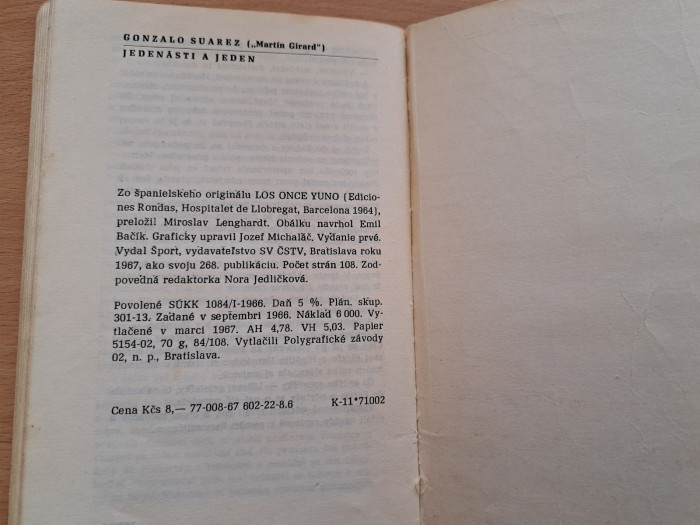 GONZALO SUAREZ („Martin Girard")
JEDENÁSTI A JEDEN
Zo španielskeho originálu LOS ONCE YUNO (Edicio-
nes Rondas, Hospitalet de Llobregat, Barcelona 1964),
preložil Miroslav Lenghardt. Obálku navrhol Emil
Bačík. Graficky upravil Jozef Michaláč. Vydanie prvé.
Vydal Šport, vydavateľstvo SV ČSTV, Bratislava roku
1967, ako svoju 268. publikáciu. Počet strán 108. Zod-
povedná redaktorka Nora Jedličková.
Povolené SÚKK 1084/I-1966. Daň 5 %. Plán. skup.
301-13. Zadané v septembri 1966. Náklad 6 000. Vy-
tlačené v marci 1967. AH 4,78. VH 5,03. Papier
5154-02, 70 g, 84/108. Vytlačili Polygrafické závody
02, n. p., Bratislava.
Cena Kčs 8,— 77-008-67 602-22-8.6 K-11*71002